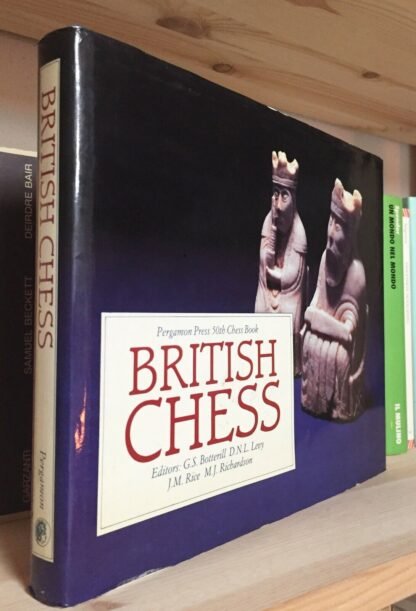 Pergamon Press 50th Chess Book
BRITISH
CHESS
Editors: G.S. Botterill D.N.L. Levy
J.M. Rice M.J. Richardson
BRITISH CHESS
Pergamon
SAMUEL BECKETT
DEIRDRE BAIR
GARZANTI
UN MONDO NEL MONDO
IL MULINO